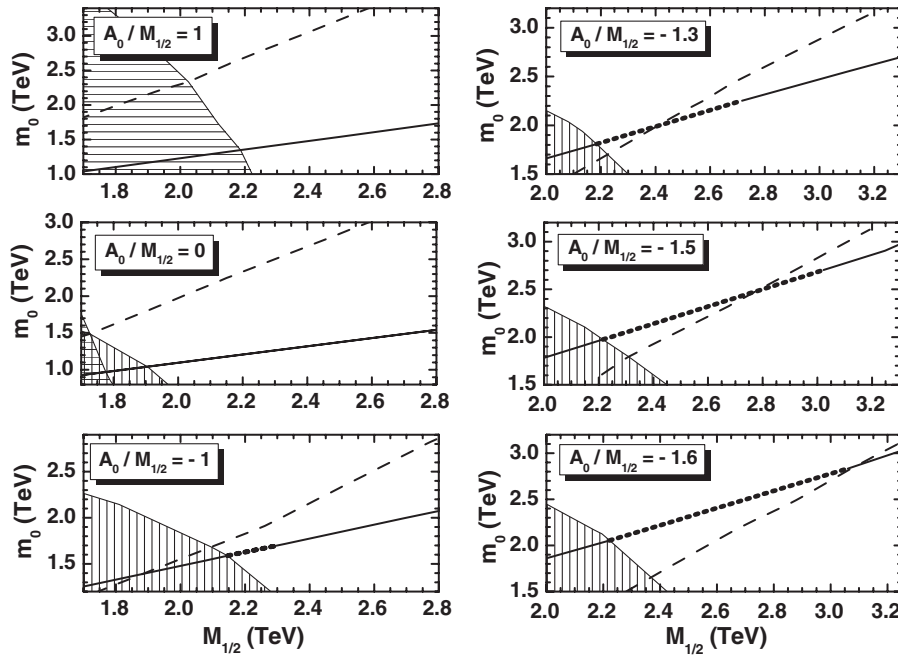 A0 / M1/2 = 1
m0 (TeV)
3.0
2.5
2.0
1.5
1.0
1.8 2.0 2.2 2.4 2.6 2.8
A0 / M1/2 = 0
m0 (TeV)
3.0
2.5
2.0
1.5
1.0
1.8 2.0 2.2 2.4 2.6 2.8
A0 / M1/2 = - 1
m0 (TeV)
2.5
2.0
1.6
1.2
1.8 2.0 2.2 2.4 2.6 2.8
M1/2 (TeV)
A0 / M1/2 = - 1.3
m0 (TeV)
3.0
2.5
2.0
1.5
2.0 2.2 2.4 2.6 2.8 3.0 3.2
A0 / M1/2 = - 1.5
m0 (TeV)
3.0
2.5
2.0
1.5
2.0 2.2 2.4 2.6 2.8 3.0 3.2
A0 / M1/2 = - 1.6
m0 (TeV)
3.0
2.5
2.0
1.5
2.0 2.2 2.4 2.6 2.8 3.0 3.2
M1/2 (TeV)